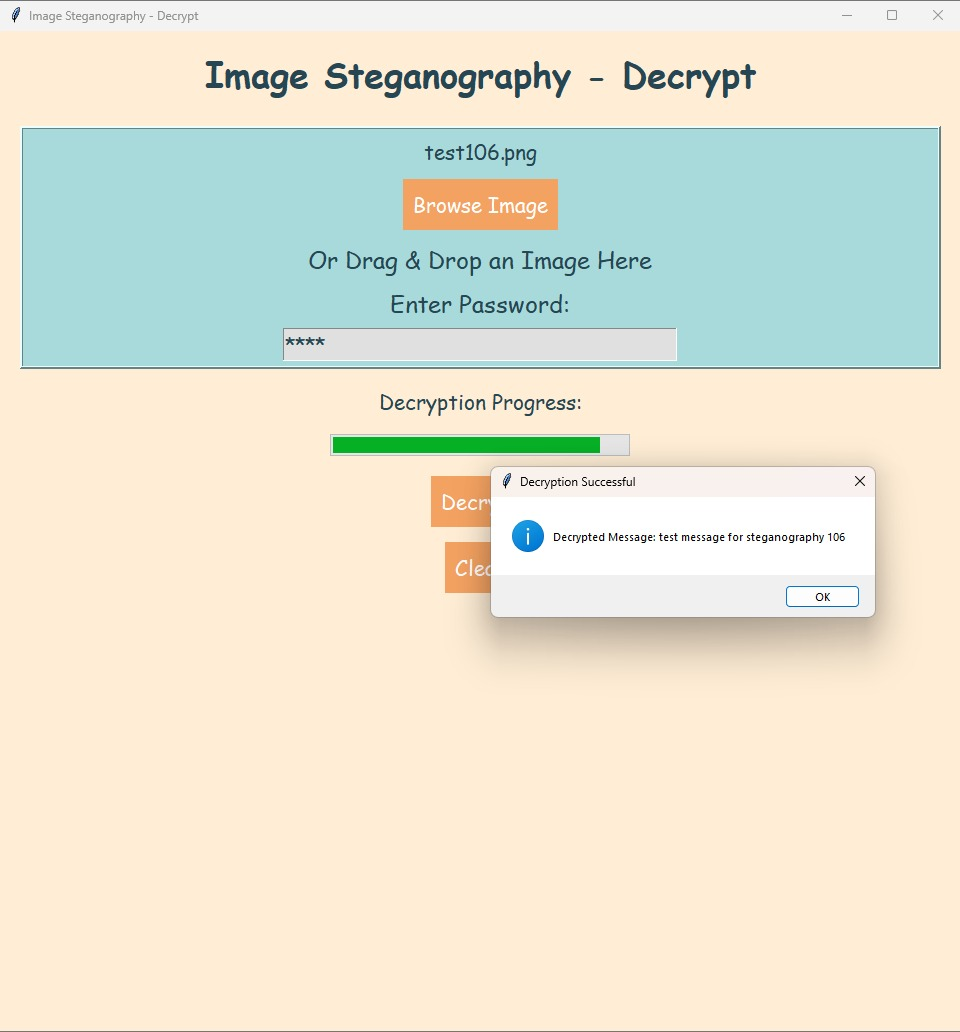 Image Steganography - Decrypt
Image Steganography - Decrypt
test106.png
Browse Image
Or Drag & Drop an Image Here
Enter Password:
****
Decryption Progress:
Decryption Successful
Decrypted Message: test message for steganography 106
OK